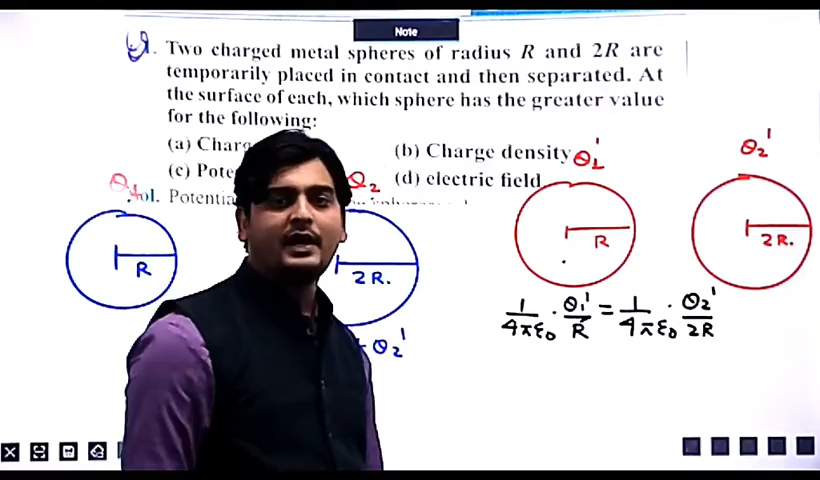 Note
Q1. Two charged metal spheres of radius R and 2R are
temporarily placed in contact and then separated. At
the surface of each, which sphere has the greater value
for the following:
(a) Charg
(b) Charge density
(c) Pote
(d) electric field
Sol. Potentia
Q₁
Q₂
R
2R.
+ Q₂'
Q₁'
Q₂'
R
2R.
1/4πε₀ · Q₁'/R = 1/4πε₀ · Q₂'/2R